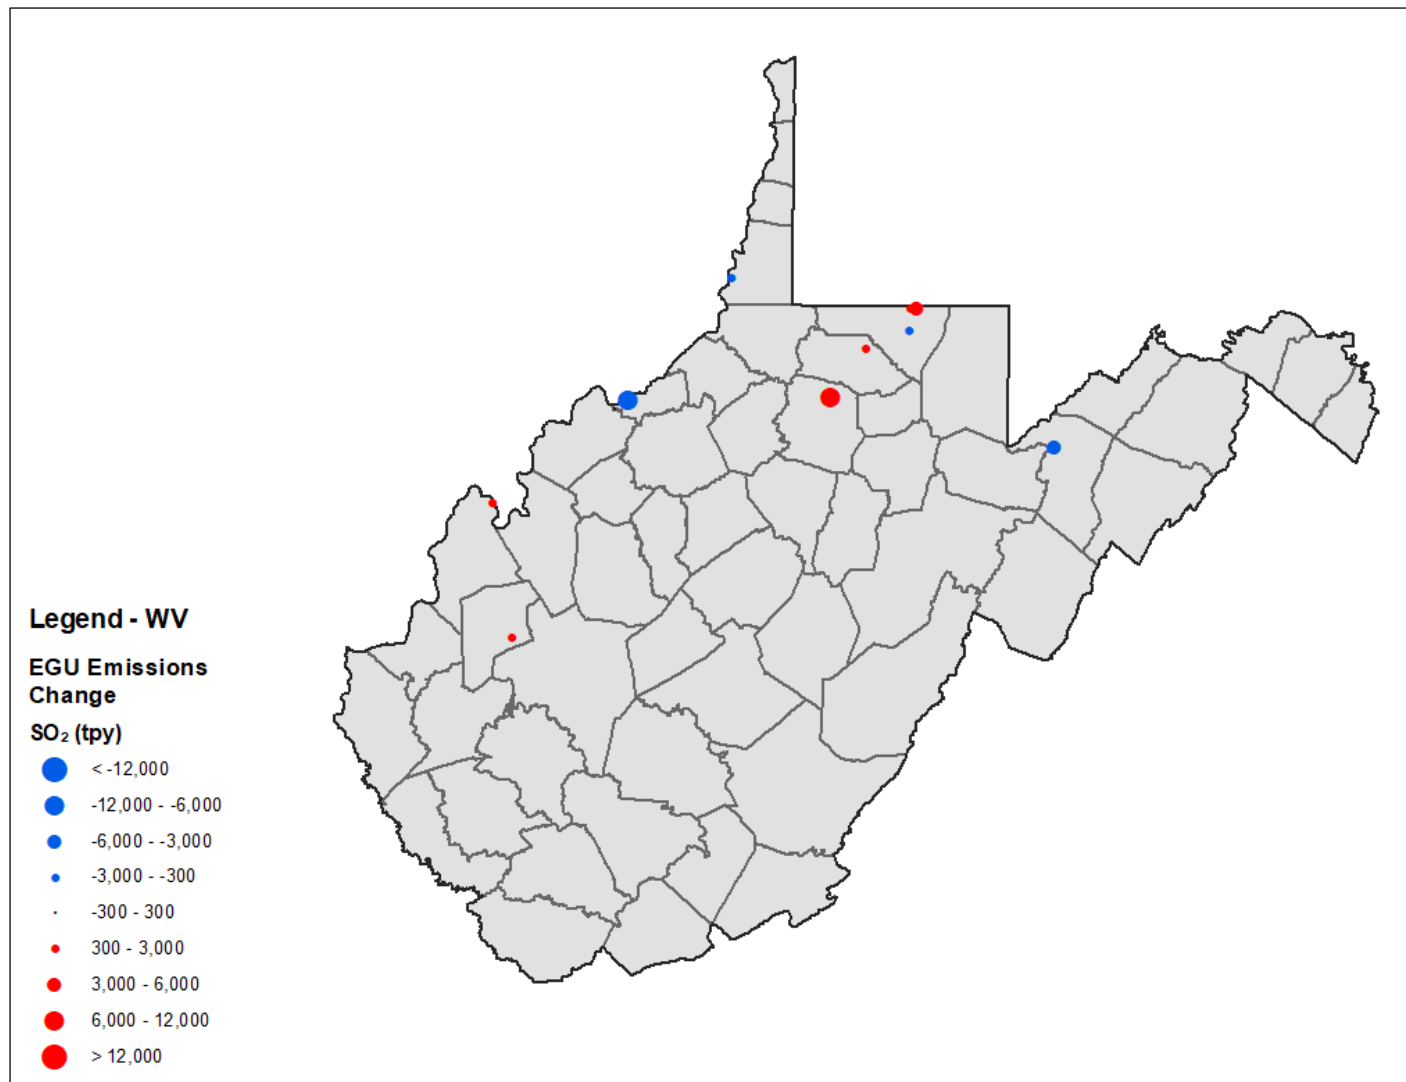 Legend - WV
EGU Emissions
Change
SO₂ (tpy)
< -12,000
-12,000 - -6,000
-6,000 - -3,000
-3,000 - -300
-300 - 300
300 - 3,000
3,000 - 6,000
6,000 - 12,000
> 12,000